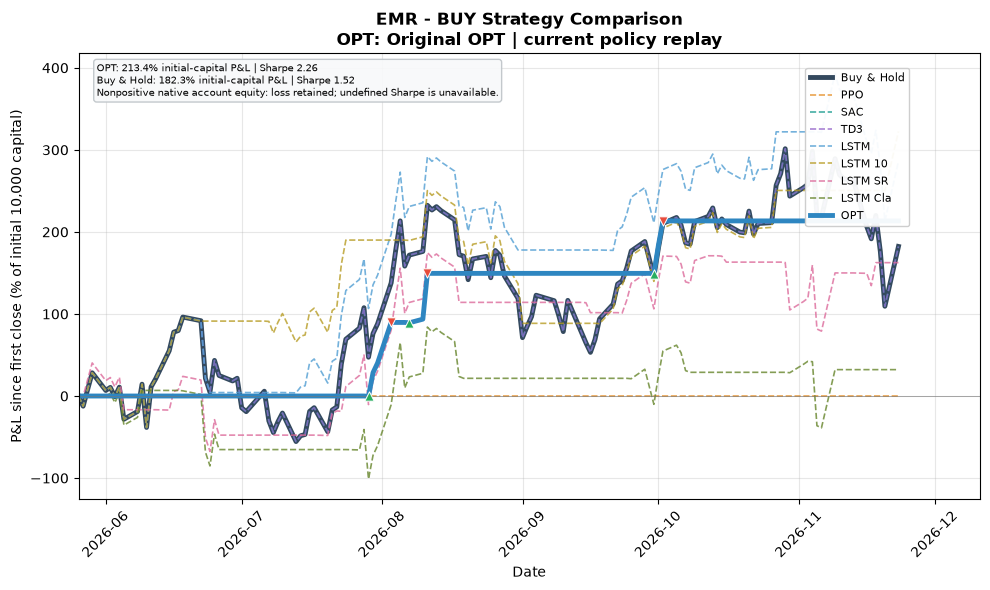 EMR - BUY Strategy Comparison
OPT: Original OPT | current policy replay
OPT: 213.4% initial-capital P&L | Sharpe 2.26
Buy & Hold: 182.3% initial-capital P&L | Sharpe 1.52
Nonpositive native account equity: loss retained; undefined Sharpe is unavailable.
Buy & Hold
PPO
SAC
TD3
LSTM
LSTM 10
LSTM SR
LSTM Cla
OPT
P&L since first close (% of initial 10,000 capital)
400
300
200
100
0
−100
2026-06
2026-07
2026-08
2026-09
2026-10
2026-11
2026-12
Date